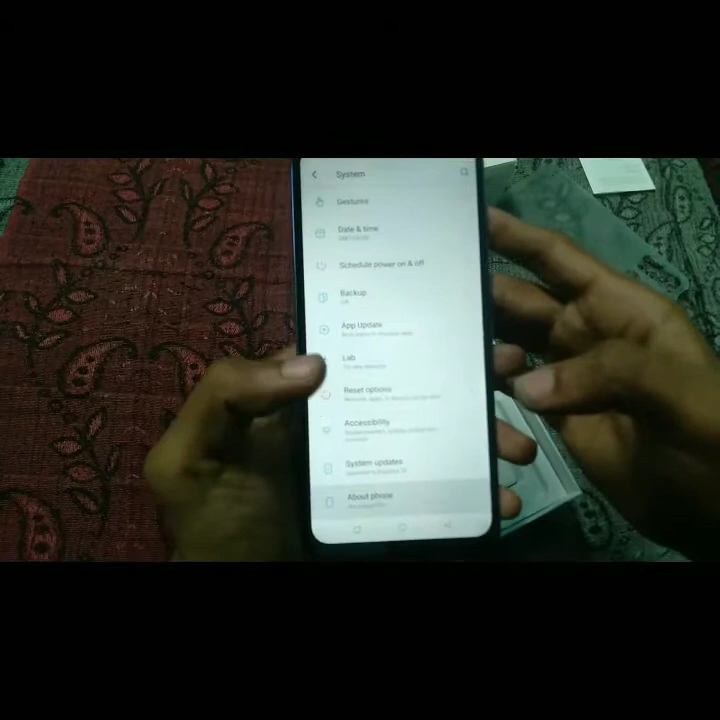 System
Gestures
Date & time
Schedule power on & off
Backup
Off
App Update
Lab
Reset options
Accessibility
System updates
About phone